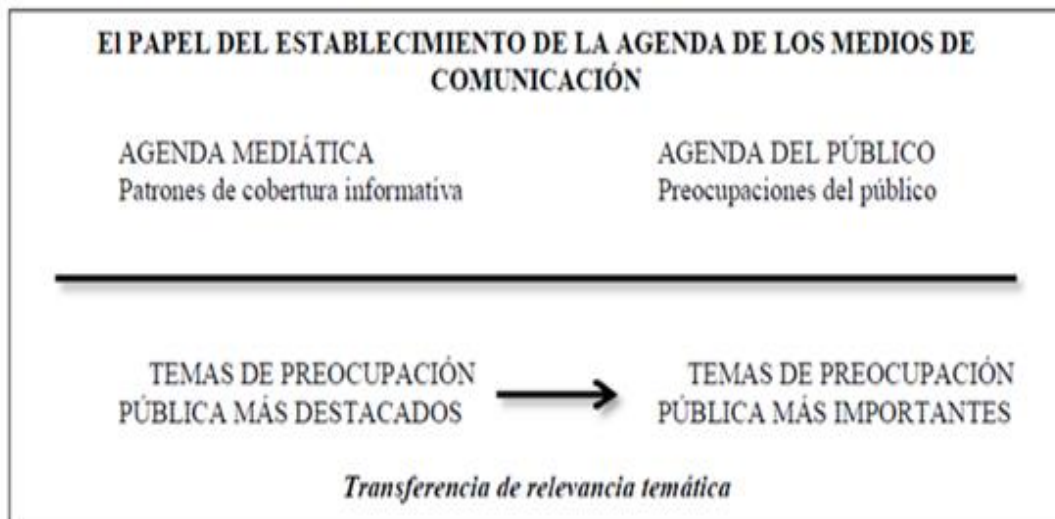 El PAPEL DEL ESTABLECIMIENTO DE LA AGENDA DE LOS MEDIOS DE
COMUNICACIÓN
AGENDA MEDIÁTICA
Patrones de cobertura informativa
AGENDA DEL PÚBLICO
Preocupaciones del público
TEMAS DE PREOCUPACIÓN
PÚBLICA MÁS DESTACADOS
TEMAS DE PREOCUPACIÓN
PÚBLICA MÁS IMPORTANTES
Transferencia de relevancia temática